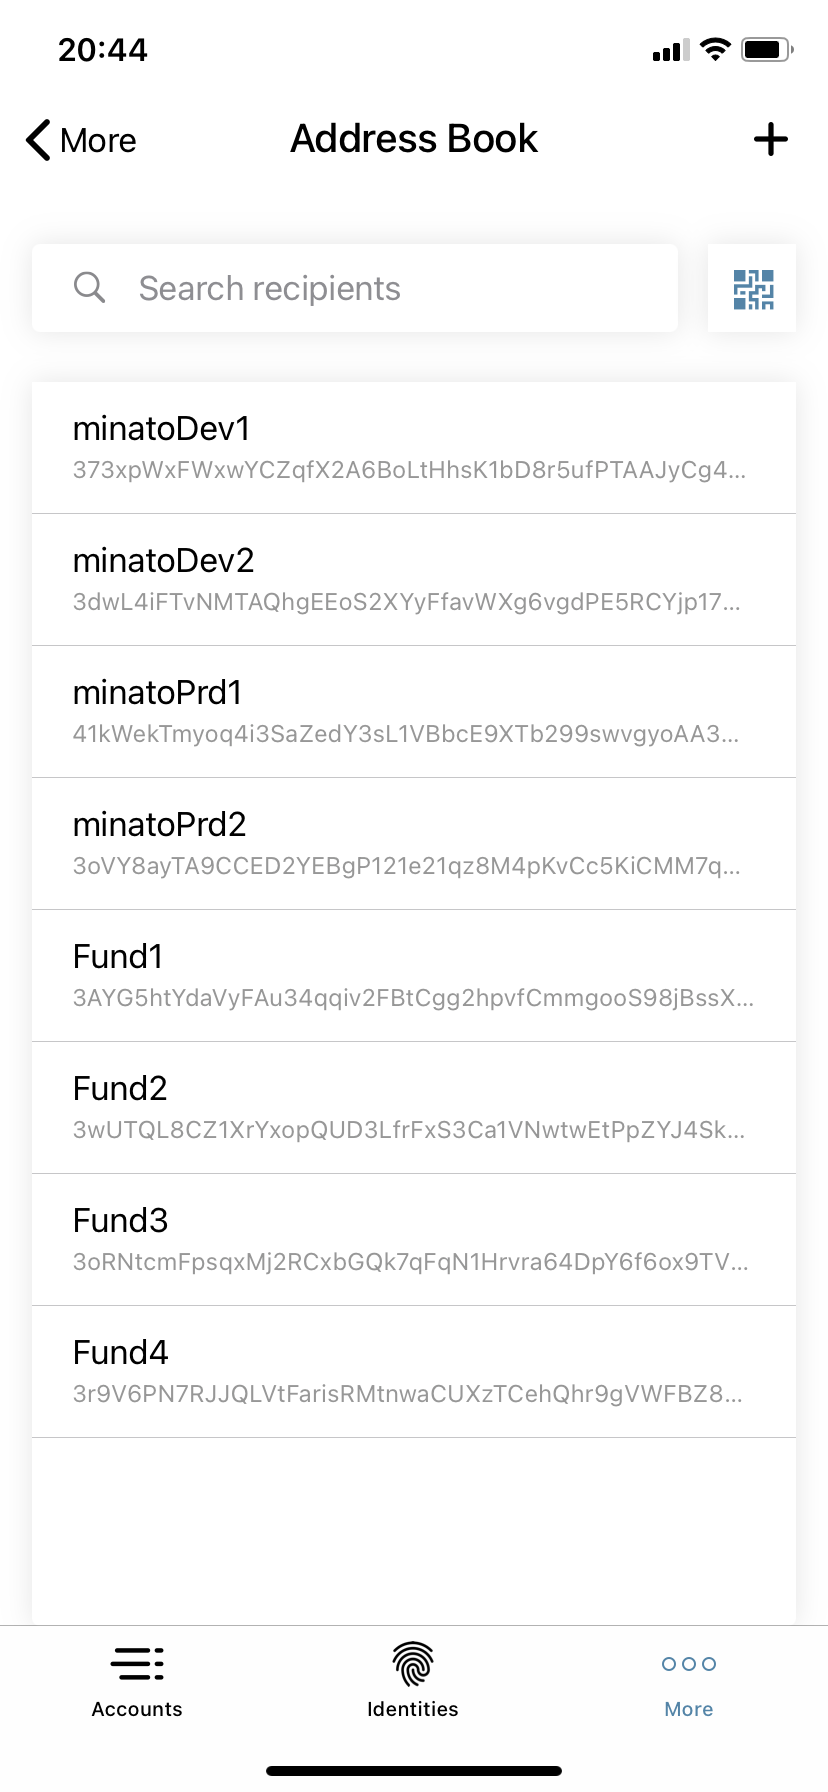 20:44
More
Address Book
Search recipients
minatoDev1
373xpWxFWxwYCZqfX2A6BoLtHhsK1bD8r5ufPTAAJyCg4...
minatoDev2
3dwL4iFTvNMTAQhgEEoS2XYyFfavWXg6vgdPE5RCYjp17...
minatoPrd1
41kWekTmyoq4i3SaZedY3sL1VBbcE9XTb299swvgyoAA3...
minatoPrd2
3oVY8ayTA9CCED2YEBgP121e21qz8M4pKvCc5KiCMM7q...
Fund1
3AYG5htYdaVyFAu34qqiv2FBtCgg2hpvfCmmgooS98jBssX...
Fund2
3wUTQL8CZ1XrYxopQUD3LfrFxS3Ca1VNwtwEtPpZYJ4Sk...
Fund3
3oRNtcmFpsqxMj2RCxbGQk7qFqN1Hrvra64DpY6f6ox9TV...
Fund4
3r9V6PN7RJJQLVtFarisRMtnwaCUXzTCehQhr9gVWFBZ8...
Accounts
Identities
More